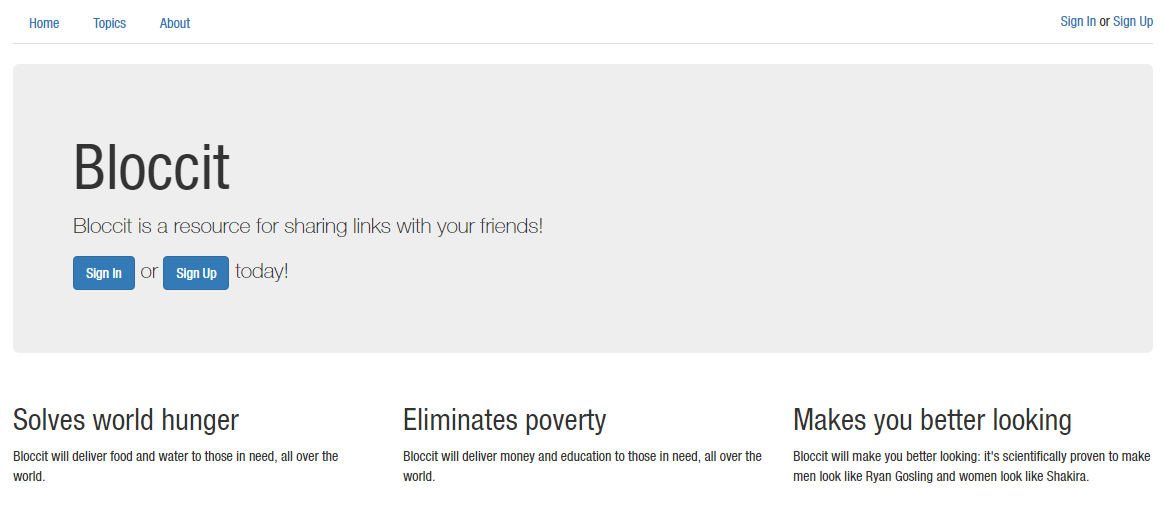 Home Topics About Sign In or Sign Up
Bloccit
Bloccit is a resource for sharing links with your friends!
Sign In or Sign Up today!
Solves world hunger
Bloccit will deliver food and water to those in need, all over the
world.
Eliminates poverty
Bloccit will deliver money and education to those in need, all over the
world.
Makes you better looking
Bloccit will make you better looking: it's scientifically proven to make
men look like Ryan Gosling and women look like Shakira.